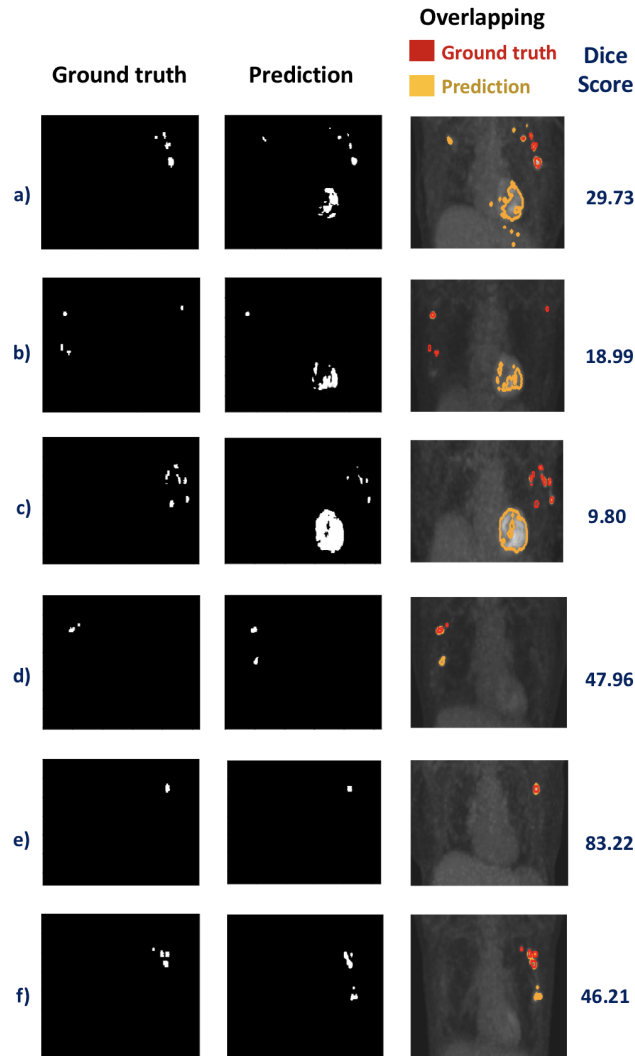 Overlapping
Ground truth
Prediction
Ground truth
Prediction
Dice
Score
a)
29.73
b)
18.99
c)
9.80
d)
47.96
e)
83.22
f)
46.21